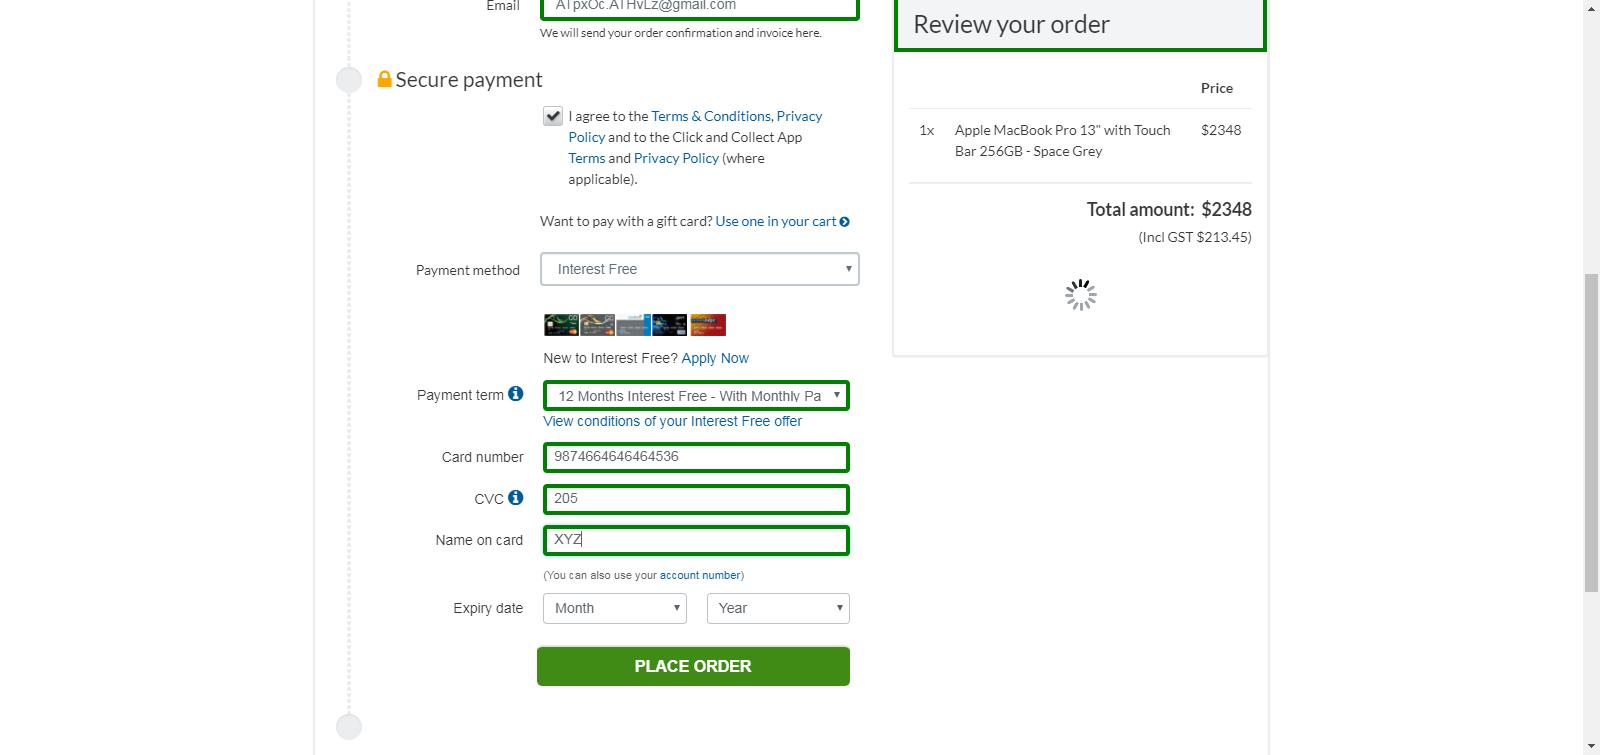 Email
ATpxOc.ATHvLz@gmail.com
We will send your order confirmation and invoice here.
Secure payment
I agree to the Terms & Conditions, Privacy
Policy and to the Click and Collect App
Terms and Privacy Policy (where
applicable).
Want to pay with a gift card? Use one in your cart
Payment method
Interest Free
New to Interest Free? Apply Now
Payment term
12 Months Interest Free - With Monthly Pa
View conditions of your Interest Free offer
Card number
9874664646464536
CVC
205
Name on card
XYZ
(You can also use your account number)
Expiry date
Month
Year
PLACE ORDER
Review your order
Price
1x
Apple MacBook Pro 13" with Touch
$2348
Bar 256GB - Space Grey
Total amount: $2348
(Incl GST $213.45)